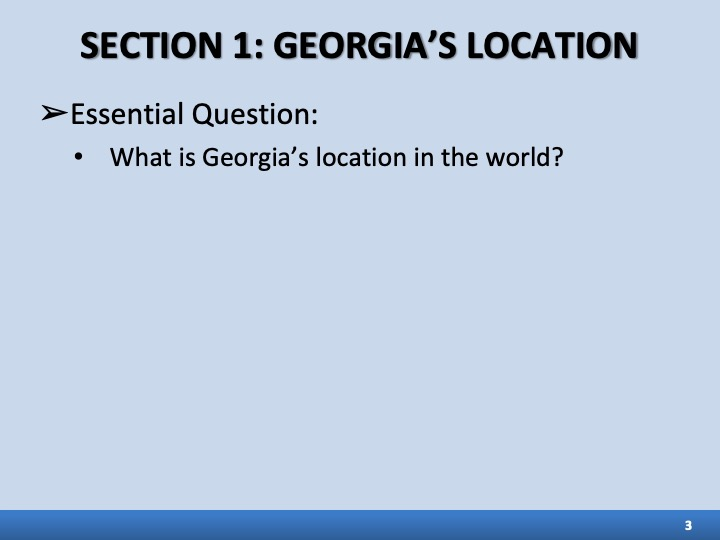 SECTION 1: GEORGIA’S LOCATION
➢Essential Question:
• What is Georgia’s location in the world?
3